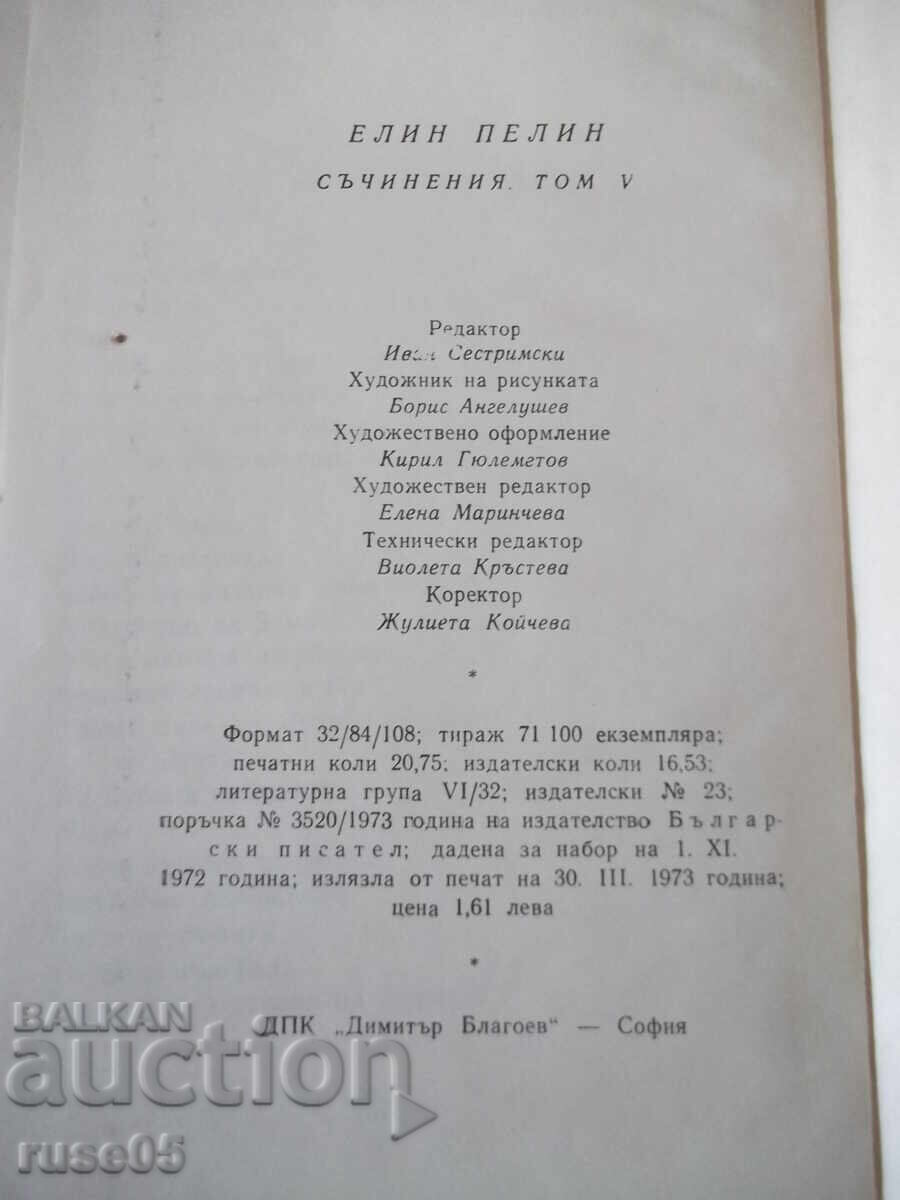 ЕЛИН ПЕЛИН
СЪЧИНЕНИЯ. ТОМ V
Редактор
Иван Сестримски
Художник на рисунката
Борис Ангелушев
Художествено оформление
Кирил Гюлеметов
Художествен редактор
Елена Маринчева
Технически редактор
Виолета Кръстева
Коректор
Жулиета Койчева
*
Формат 32/84/108; тираж 71 100 екземпляра;
печатни коли 20,75; издателски коли 16,53;
литературна група VI/32; издателски № 23;
поръчка № 3520/1973 година на издателство Българ-
ски писател; дадена за набор на 1. XI.
1972 година; излязла от печат на 30. III. 1973 година;
цена 1,61 лева
*
ДПК „Димитър Благоев“ — София
BALKAN
auction
ruse05